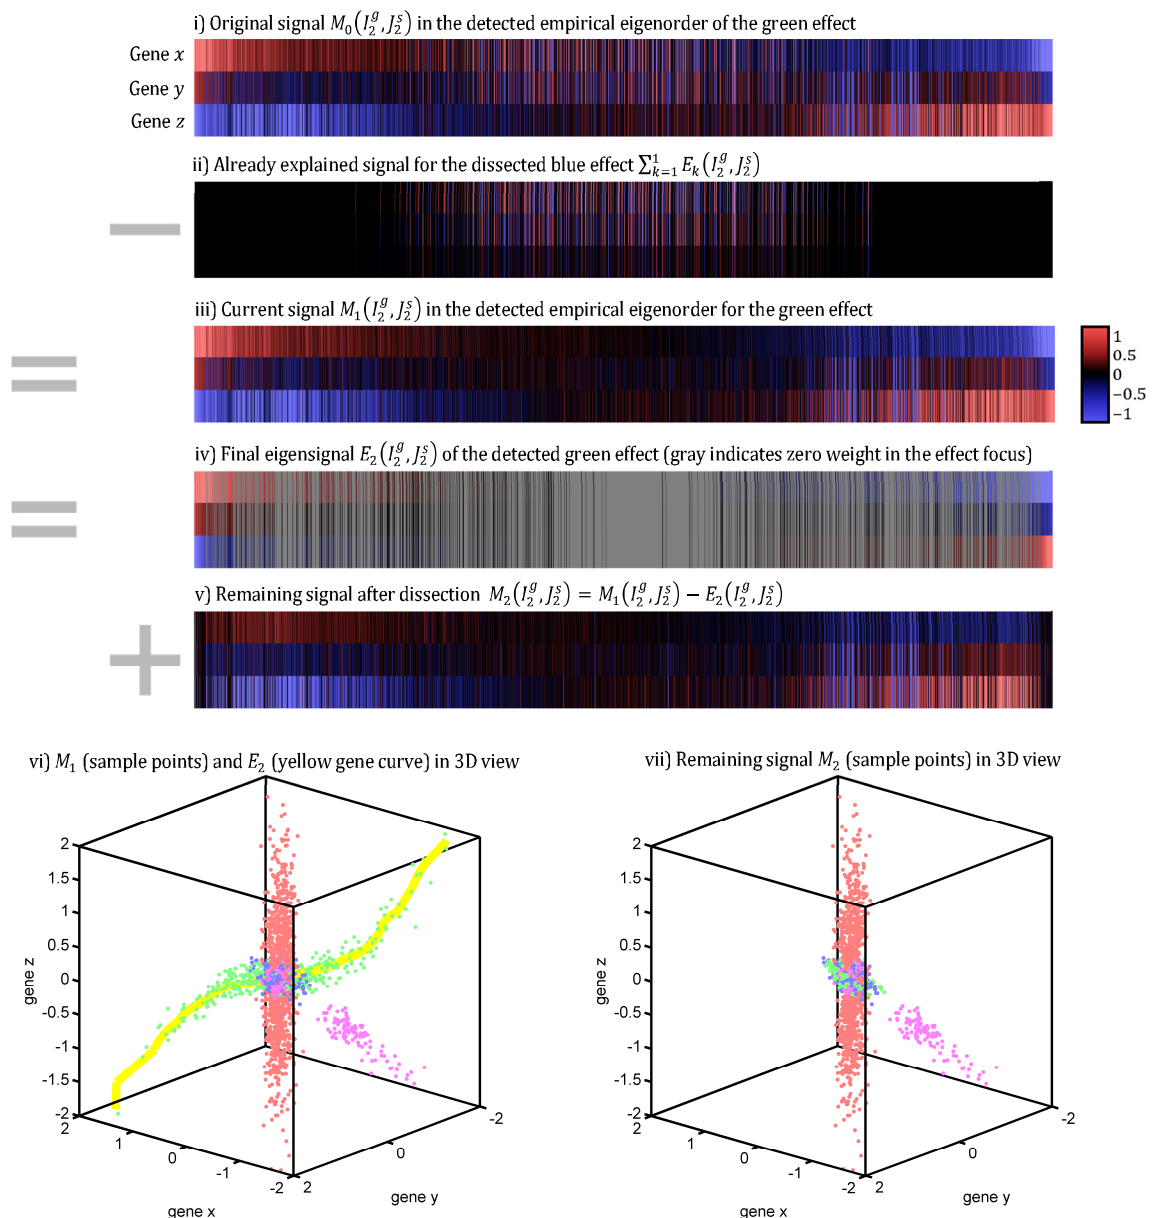 i) Original signal M₀(I₂ᵍ, J₂ˢ) in the detected empirical eigenorder of the green effect
Gene x
Gene y
Gene z
ii) Already explained signal for the dissected blue effect ∑¹ₖ₌₁ Eₖ(I₂ᵍ, J₂ˢ)
iii) Current signal M₁(I₂ᵍ, J₂ˢ) in the detected empirical eigenorder for the green effect
1
0.5
0
−0.5
−1
iv) Final eigensignal E₂(I₂ᵍ, J₂ˢ) of the detected green effect (gray indicates zero weight in the effect focus)
v) Remaining signal after dissection M₂(I₂ᵍ, J₂ˢ) = M₁(I₂ᵍ, J₂ˢ) − E₂(I₂ᵍ, J₂ˢ)
vi) M₁ (sample points) and E₂ (yellow gene curve) in 3D view
2
1.5
1
0.5
0
-0.5
-1
-1.5
-2
gene z
2
1
0
-1
-2
gene x
2
0
-2
gene y
vii) Remaining signal M₂ (sample points) in 3D view
2
1.5
1
0.5
0
-0.5
-1
-1.5
-2
gene z
2
1
0
-1
-2
gene x
2
0
-2
gene y